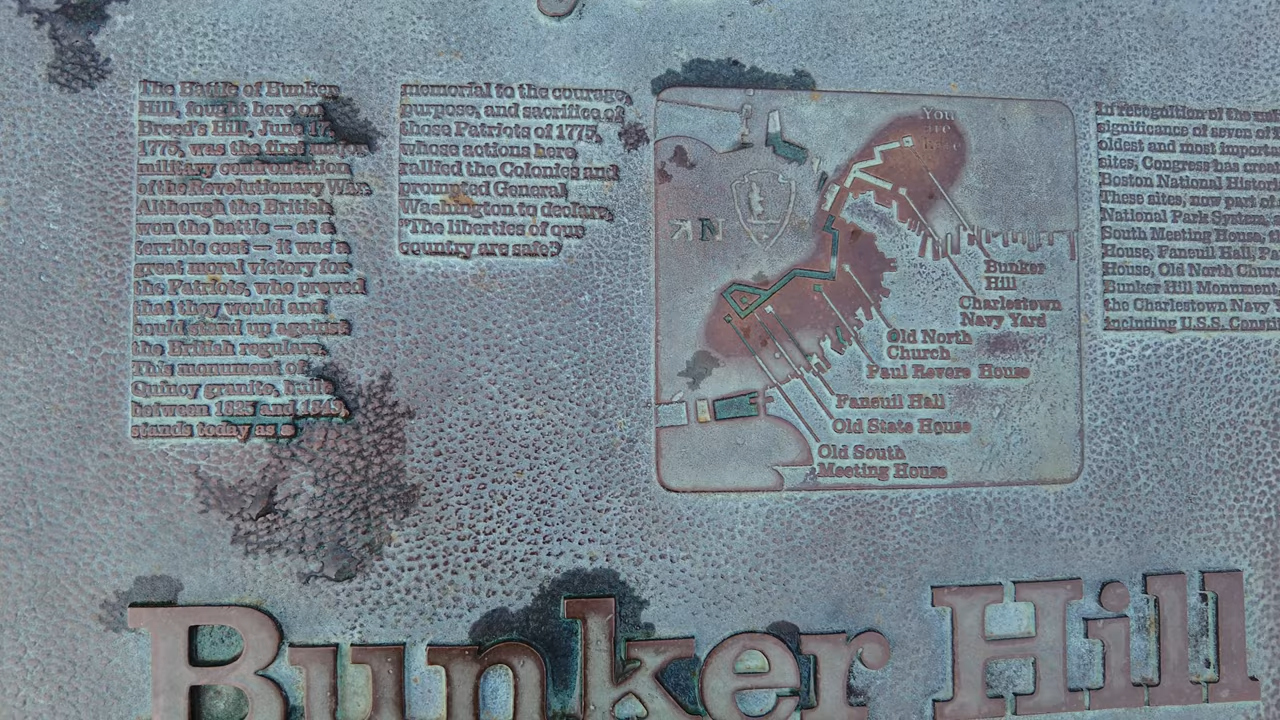 The Battle of Bunker
Hill, fought here on
Breed's Hill, June 17,
1775, was the first major
military confrontation
of the Revolutionary War.
Although the British
won the battle — at a
terrible cost — it was a
great moral victory for
the Patriots, who proved
that they would and
could stand up against
the British regulars.
This monument of
Quincy granite, built
between 1825 and 1843,
stands today as a
memorial to the courage,
purpose, and sacrifice of
those Patriots of 1775,
whose actions here
rallied the Colonies and
prompted General
Washington to declare,
"The liberties of our
country are safe."
You
are
Here
N
Bunker
Hill
Charlestown
Navy Yard
Old North
Church
Paul Revere House
Faneuil Hall
Old State House
Old South
Meeting House
In recognition of the
significance of seven of
oldest and most
sites, Congress has
Boston National
These sites, now part of
National Park System,
South Meeting House,
House, Faneuil Hall,
House, Old North
Bunker Hill Monument,
the Charlestown Navy
including U.S.S.
Bunker Hill